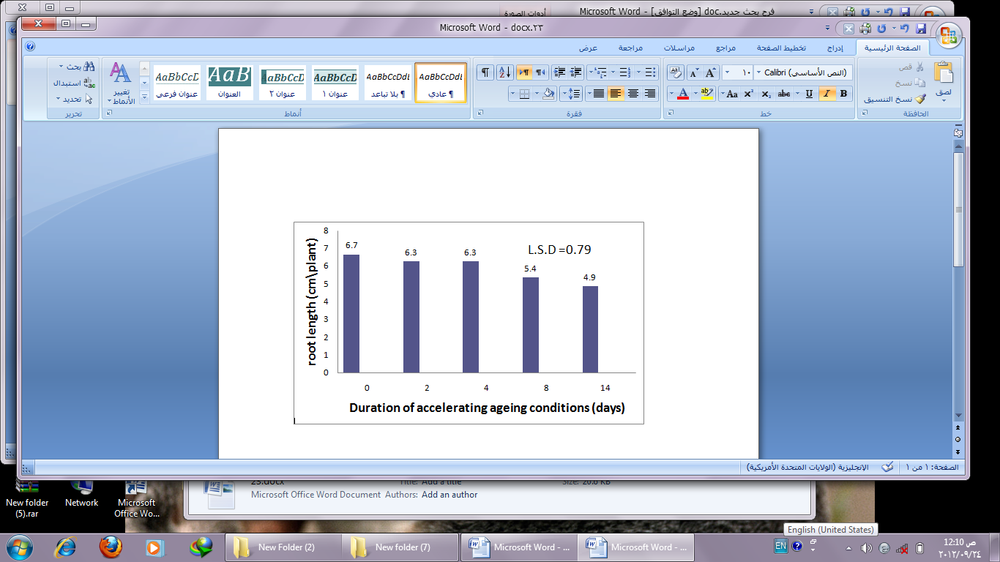 أدوات الصورة
فرح بحث جديد.doc [وضع التوافق] - Microsoft Word
٢٣.docx - Microsoft Word
الصفحة الرئيسية إدراج تخطيط الصفحة مراجع مراسلات مراجعة عرض
لصق
قص
نسخ
نسخ التنسيق
الحافظة
Calibri (النص الأساسي) ١٠
B I U abc X₂ X² Aa
خط
فقرة
AaBbCcDdI
¶ عادي
AaBbCcDdI
¶ بلا تباعد
AaBbCcD
عنوان ١
AaBbCcD
عنوان ٢
AaB
العنوان
AaBbCcD
عنوان فرعي
تغيير الأنماط
أنماط
بحث
استبدال
تحديد
تحرير
8
7
6
5
4
3
2
1
0
root length (cm\plant)
6.7
6.3
6.3
5.4
4.9
L.S.D =0.79
0 2 4 8 14
Duration of accelerating ageing conditions (days)
الصفحة: ١ من ١
الإنجليزية (الولايات المتحدة الأمريكية)
23.docx Title: Add a title Size: 20.6 KB
Microsoft Office Word Document Authors: Add an author
New folder
(5).rar
Network
Microsoft
Office Wo...
English (United States)
New Folder (2)
New folder (7)
Microsoft Word - ...
Microsoft Word - ...
EN
12:10 ص
٢٠١٢/٠٩/٢٤